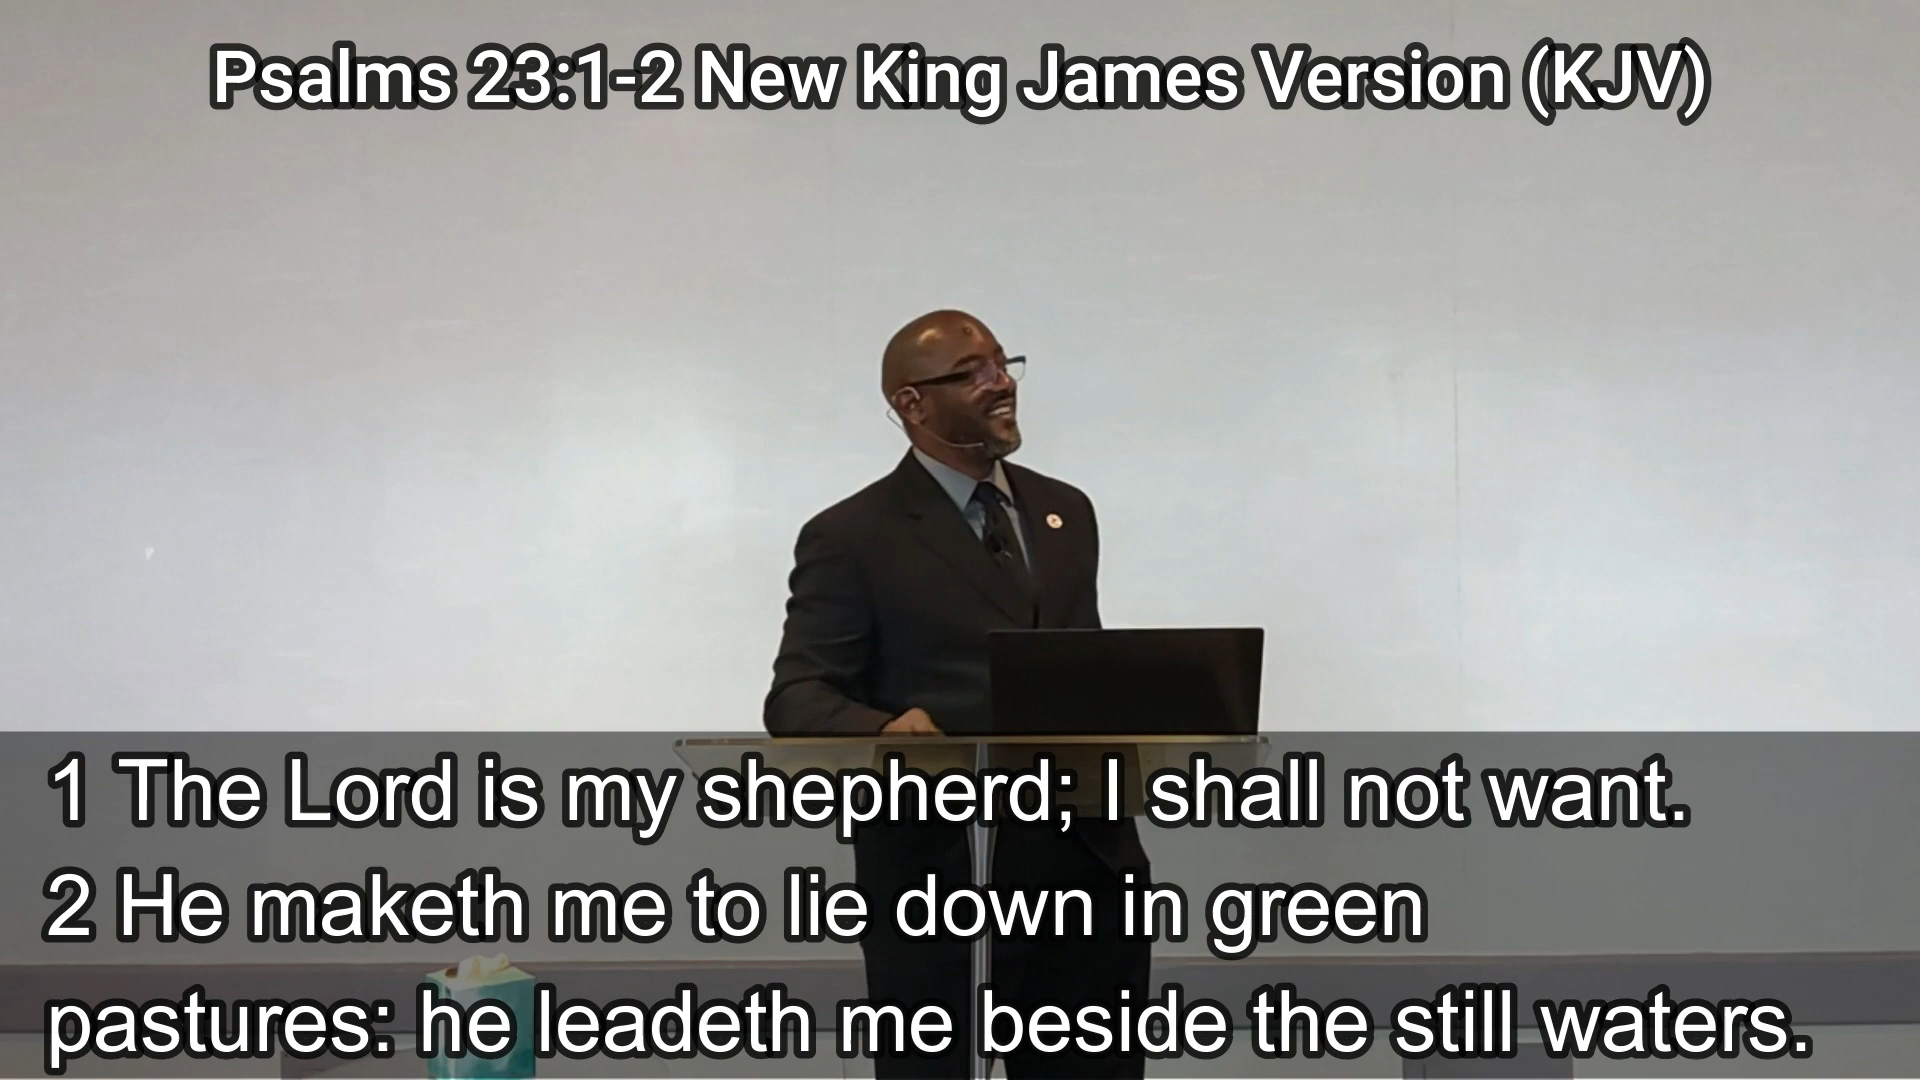 Psalms 23:1-2 New King James Version (KJV)
1 The Lord is my shepherd; I shall not want.
2 He maketh me to lie down in green
pastures: he leadeth me beside the still waters.